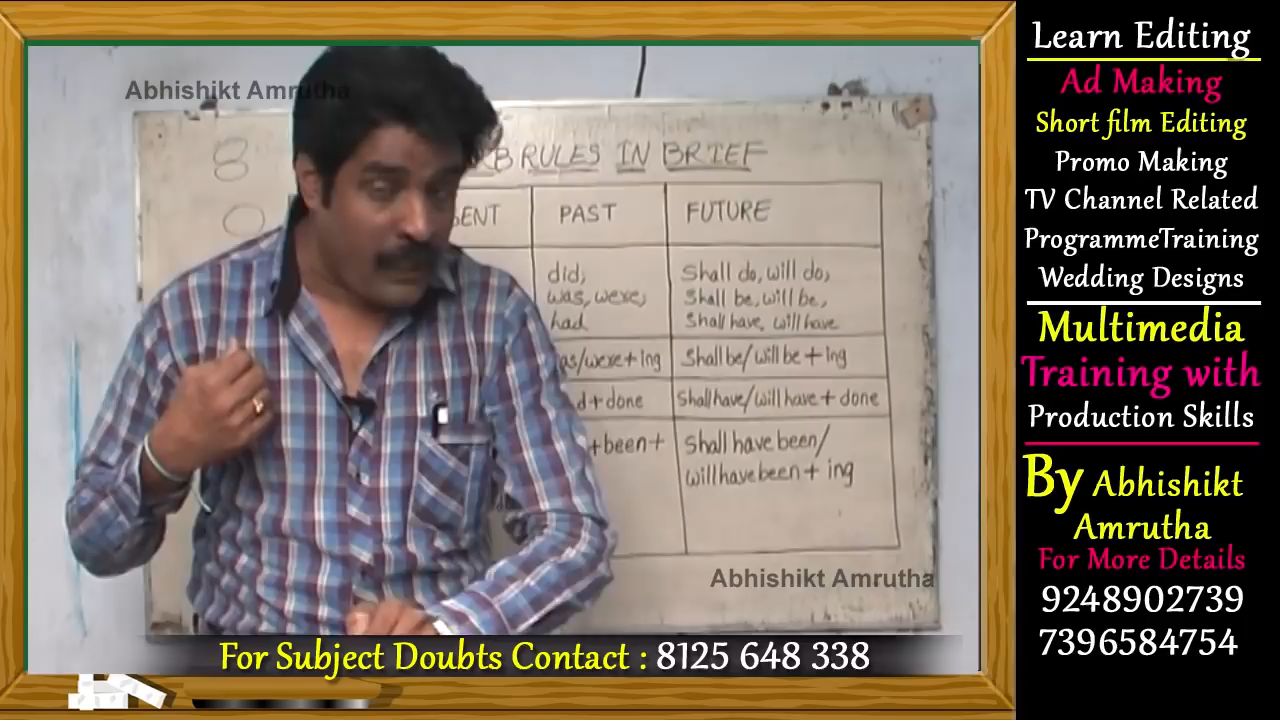 Abhishikt Amrutha
8
RULES IN BRIEF
PAST
FUTURE
did,
was, were,
had
Shall do, will do,
Shall be, will be,
Shall have, will have
as/were+ing
Shall be/will be +ing
d+done
Shall have/will have + done
+been+
Shall have been/
will have been + ing
Abhishikt Amrutha
For Subject Doubts Contact : 8125 648 338
Learn Editing
Ad Making
Short film Editing
Promo Making
TV Channel Related
ProgrammeTraining
Wedding Designs
Multimedia
Training with
Production Skills
By Abhishikt
Amrutha
For More Details
9248902739
7396584754